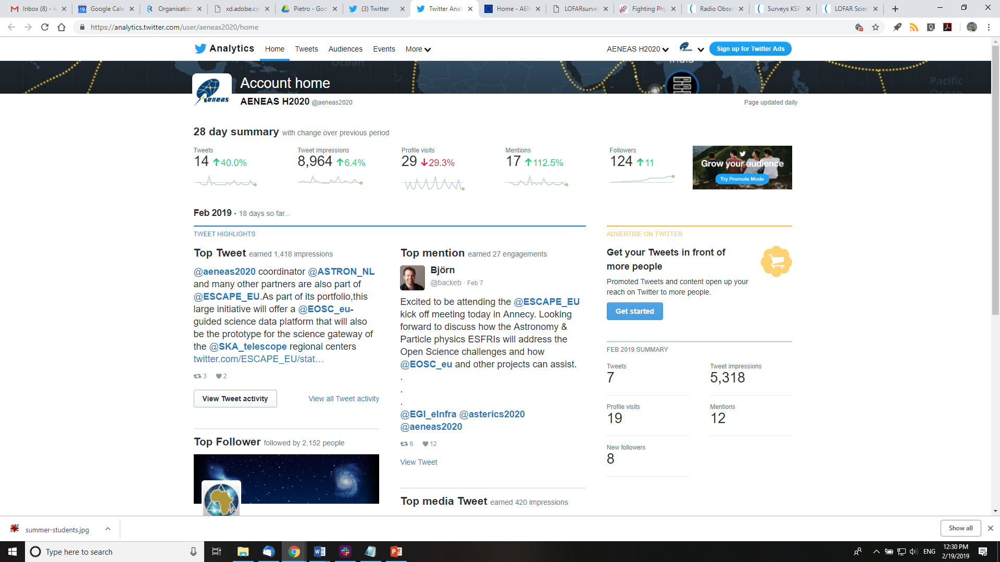 Inbox (8) - iv
Google Cale
Organisation
xd.adobe.co
Pietro - Goo
(3) Twitter
Twitter Anal
Home - AEN
LOFARsurve
Fighting Phy
Radio Obser
Surveys KSP
LOFAR Scien
https://analytics.twitter.com/user/aeneas2020/home
Analytics Home Tweets Audiences Events More
AENEAS H2020
Sign up for Twitter Ads
Ocean
India
Pacific
Ocean
Aeneas
Account home
AENEAS H2020 @aeneas2020
Page updated daily
28 day summary with change over previous period
Tweets
14 40.0%
Tweet impressions
8,964 6.4%
Profile visits
29 29.3%
Mentions
17 112.5%
Followers
124 11
Grow your audience
Try Promote Mode
Feb 2019 • 18 days so far...
TWEET HIGHLIGHTS
Top Tweet earned 1,418 impressions
@aeneas2020 coordinator @ASTRON_NL
and many other partners are also part of
@ESCAPE_EU.As part of its portfolio,this
large initiative will offer a @EOSC_eu-
guided science data platform that will also
be the prototype for the science gateway of
the @SKA_telescope regional centers
twitter.com/ESCAPE_EU/stat…
3 2
View Tweet activity
View all Tweet activity
Top Follower followed by 2,152 people
Top mention earned 27 engagements
Björn
@backeb · Feb 7
Excited to be attending the @ESCAPE_EU
kick off meeting today in Annecy. Looking
forward to discuss how the Astronomy &
Particle physics ESFRIs will address the
Open Science challenges and how
@EOSC_eu and other projects can assist.
.
.
.
@EGI_eInfra @asterics2020
@aeneas2020
6 12
View Tweet
Top media Tweet earned 420 impressions
ADVERTISE ON TWITTER
Get your Tweets in front of
more people
Promoted Tweets and content open up your
reach on Twitter to more people.
Get started
FEB 2019 SUMMARY
Tweets
7
Tweet impressions
5,318
Profile visits
19
Mentions
12
New followers
8
summer-students.jpg
Show all
Type here to search
ENG
12:30 PM
2/19/2019